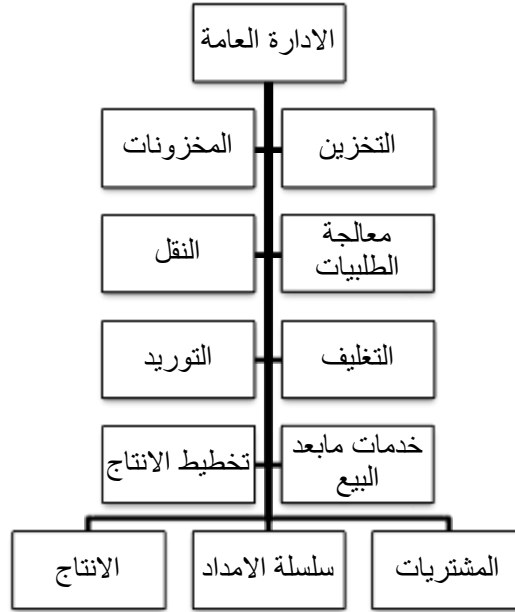 الادارة العامة
التخزين
المخزونات
معالجة
الطلبيات
النقل
التغليف
التوريد
خدمات مابعد
البيع
تخطيط الانتاج
المشتريات
سلسلة الامداد
الانتاج